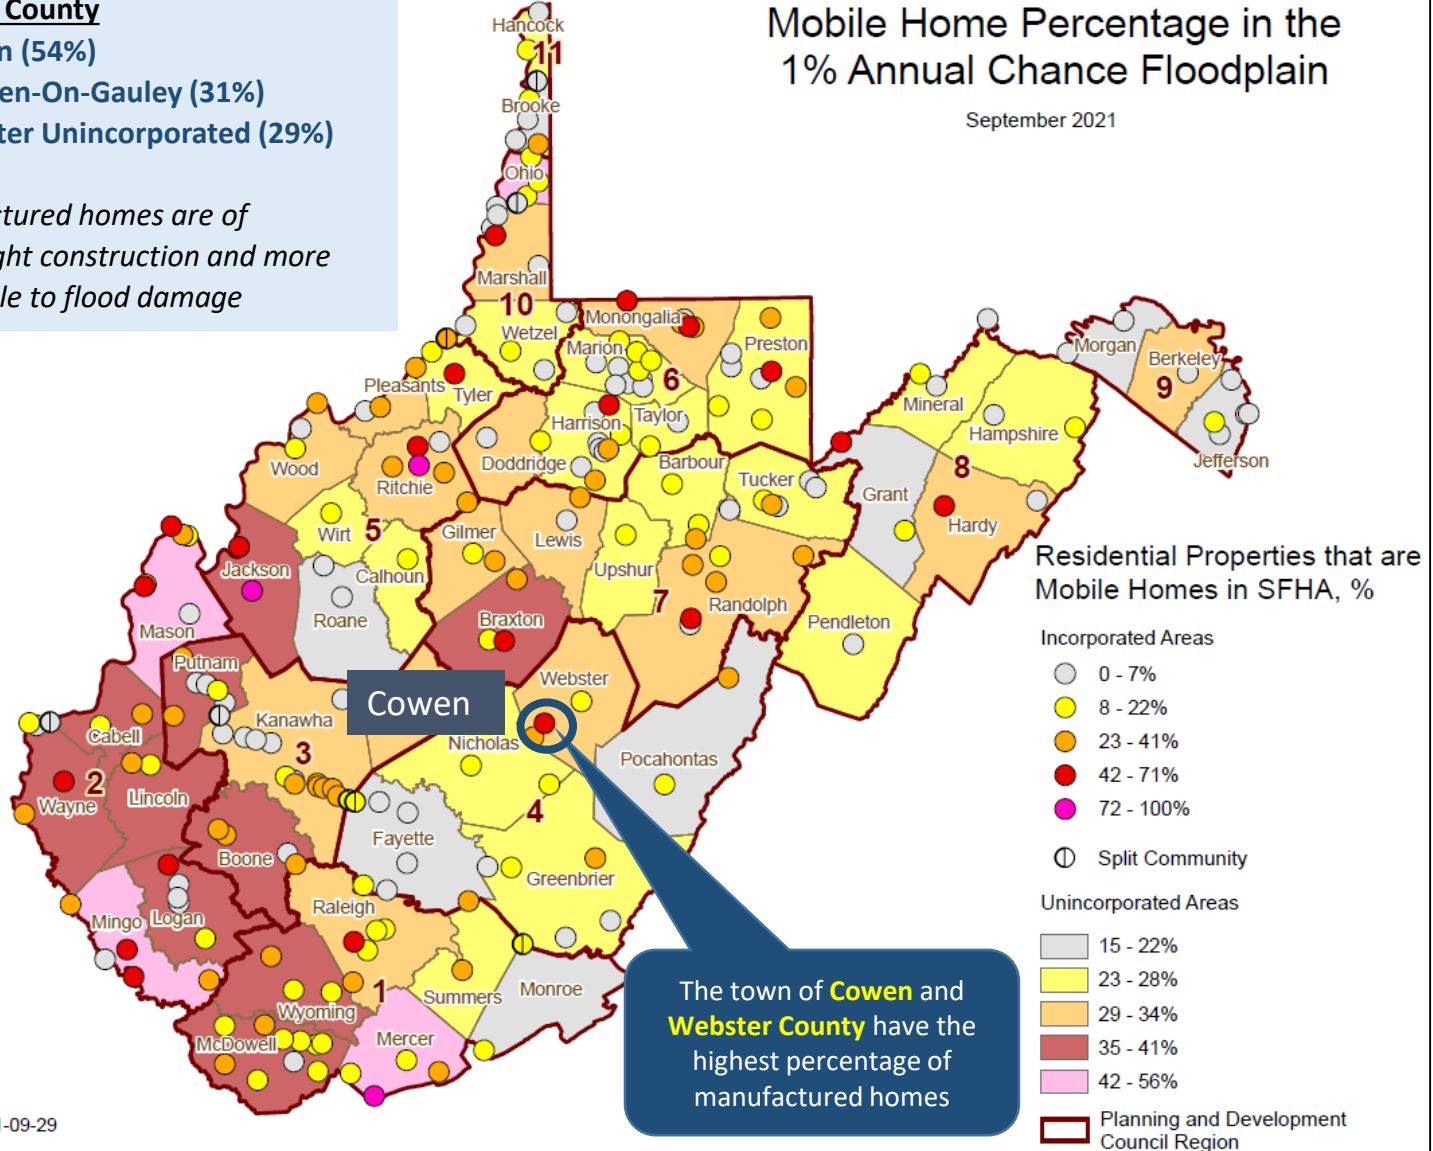 County
n (54%)
en-On-Gauley (31%)
ter Unincorporated (29%)
ctured homes are of
ght construction and more
le to flood damage
Mobile Home Percentage in the
1% Annual Chance Floodplain
September 2021
Hancock
11
Brooke
Ohio
Marshall
10
Wetzel
Monongalia
Marion
Preston
6
Pleasants
Tyler
Harrison
Taylor
Doddridge
Wood
Ritchie
Barbour
Tucker
Morgan
Berkeley
9
Mineral
Hampshire
Jefferson
8
Grant
Hardy
Wirt
5
Gilmer
Lewis
Upshur
Jackson
Calhoun
Roane
Braxton
7
Randolph
Pendleton
Mason
Putnam
Webster
Cowen
Kanawha
3
Nicholas
Pocahontas
Cabell
2
Wayne
Lincoln
4
Fayette
Boone
Greenbrier
Raleigh
Mingo
Logan
1
Summers
Monroe
Wyoming
McDowell
Mercer
The town of Cowen and
Webster County have the
highest percentage of
manufactured homes
Residential Properties that are
Mobile Homes in SFHA, %
Incorporated Areas
0 - 7%
8 - 22%
23 - 41%
42 - 71%
72 - 100%
Split Community
Unincorporated Areas
15 - 22%
23 - 28%
29 - 34%
35 - 41%
42 - 56%
Planning and Development
Council Region
-09-29